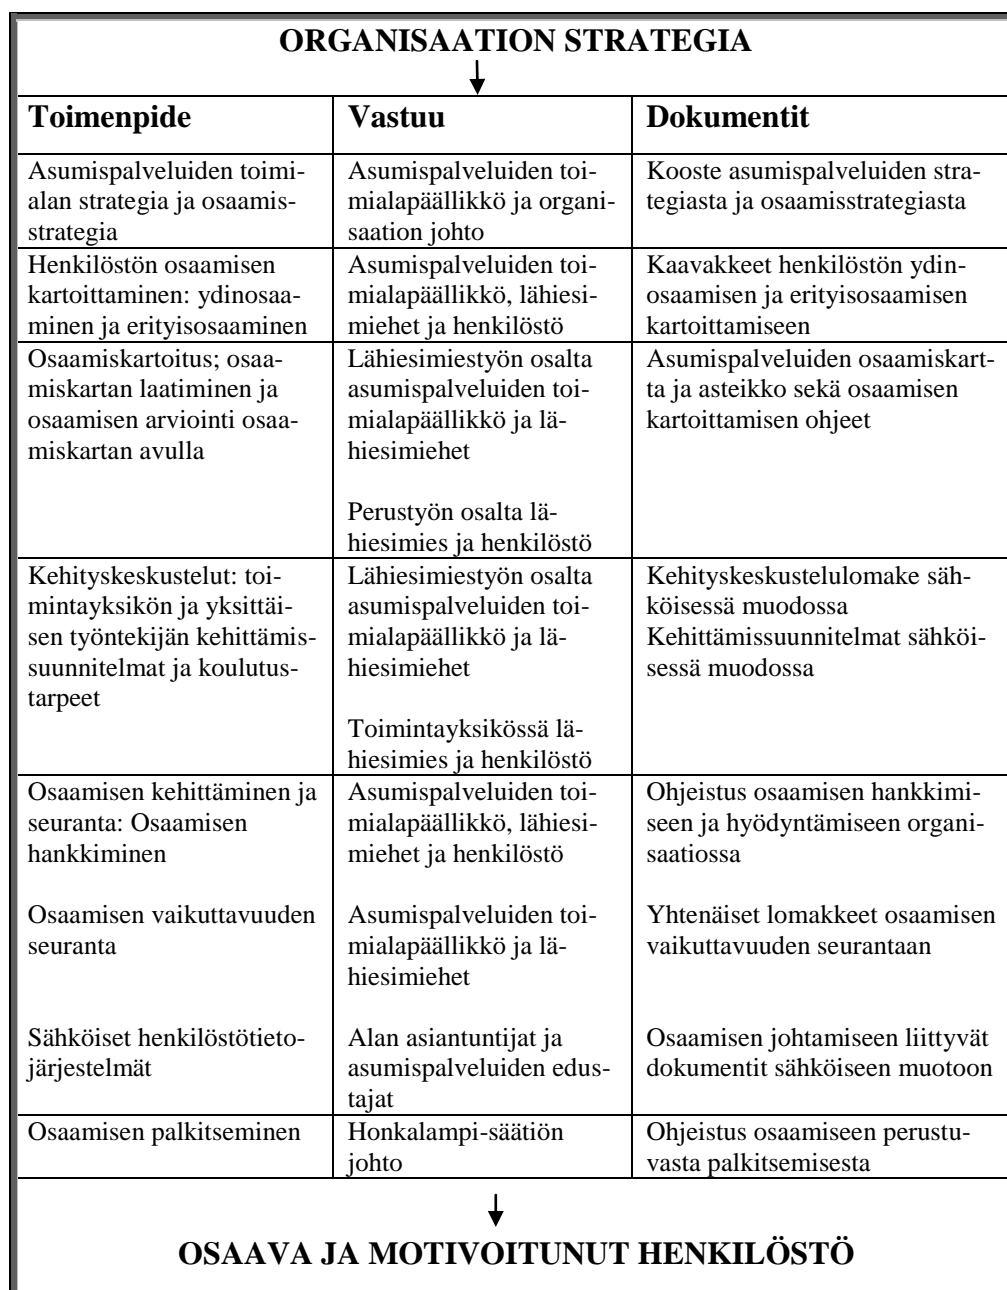 ORGANISAATION STRATEGIA
Toimenpide
Vastuu
Dokumentit
Asumispalveluiden toimi-
alan strategia ja osaamis-
strategia
Asumispalveluiden toi-
mialapäällikkö ja organi-
saation johto
Kooste asumispalveluiden stra-
tegiasta ja osaamisstrategiasta
Henkilöstön osaamisen
kartoittaminen: ydinosaa-
minen ja erityisosaaminen
Asumispalveluiden toi-
mialapäällikkö, lähiesi-
miehet ja henkilöstö
Kaavakkeet henkilöstön ydin-
osaamisen ja erityisosaamisen
kartoittamiseen
Osaamiskartoitus; osaa-
miskartan laatiminen ja
osaamisen arviointi osaa-
miskartan avulla
Lähiesimiestyön osalta
asumispalveluiden toi-
mialapäällikkö ja lä-
hiesimiehet
Perustyön osalta lä-
hiesimies ja henkilöstö
Asumispalveluiden osaamiskart-
ta ja asteikko sekä osaamisen
kartoittamisen ohjeet
Kehityskeskustelut: toi-
mintayksikön ja yksittäi-
sen työntekijän kehittämis-
suunnitelmat ja koulutus-
tarpeet
Lähiesimiestyön osalta
asumispalveluiden toi-
mialapäällikkö ja lä-
hiesimiehet
Toimintayksikössä lä-
hiesimies ja henkilöstö
Kehityskeskustelulomake säh-
köisessä muodossa
Kehittämissuunnitelmat sähköi-
sessä muodossa
Osaamisen kehittäminen ja
seuranta: Osaamisen
hankkiminen
Asumispalveluiden toi-
mialapäällikkö, lähiesi-
miehet ja henkilöstö
Ohjeistus osaamisen hankkimi-
seen ja hyödyntämiseen organi-
saatiossa
Osaamisen vaikuttavuuden
seuranta
Asumispalveluiden toi-
mialapäällikkö ja lä-
hiesimiehet
Yhtenäiset lomakkeet osaamisen
vaikuttavuuden seurantaan
Sähköiset henkilöstötieto-
järjestelmät
Alan asiantuntijat ja
asumispalveluiden edus-
tajat
Osaamisen johtamiseen liittyvät
dokumentit sähköiseen muotoon
Osaamisen palkitseminen
Honkalampi-säätiön
johto
Ohjeistus osaamiseen perustu-
vasta palkitsemisesta
OSAAVA JA MOTIVOITUNUT HENKILÖSTÖ